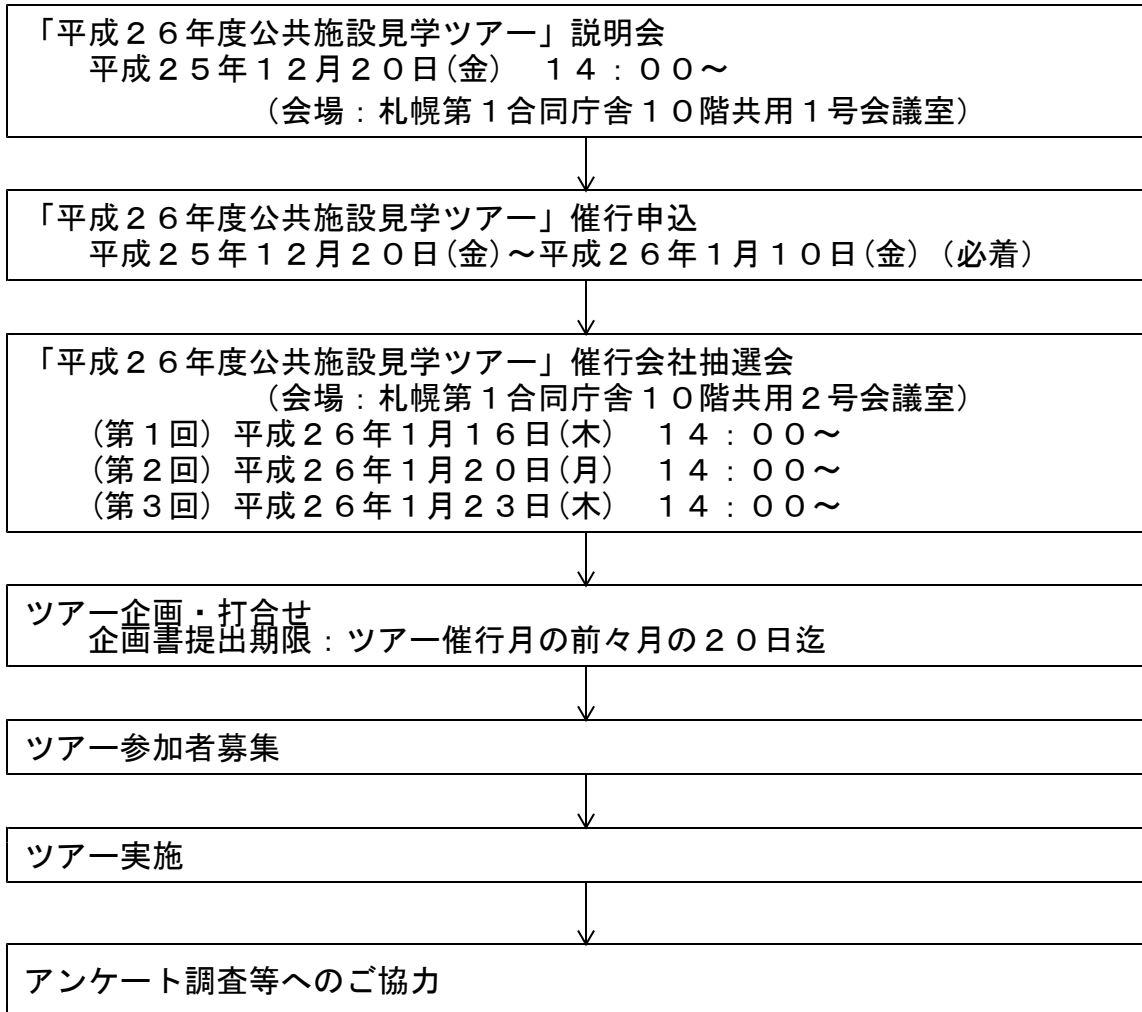 「平成２６年度公共施設見学ツアー」説明会
平成２５年１２月２０日(金)　１４：００～
（会場：札幌第１合同庁舎１０階共用１号会議室）
「平成２６年度公共施設見学ツアー」催行申込
平成２５年１２月２０日(金)～平成２６年１月１０日(金)（必着）
「平成２６年度公共施設見学ツアー」催行会社抽選会
（会場：札幌第１合同庁舎１０階共用２号会議室）
（第１回）平成２６年１月１６日(木)　１４：００～
（第２回）平成２６年１月２０日(月)　１４：００～
（第３回）平成２６年１月２３日(木)　１４：００～
ツアー企画・打合せ
企画書提出期限：ツアー催行月の前々月の２０日迄
ツアー参加者募集
ツアー実施
アンケート調査等へのご協力